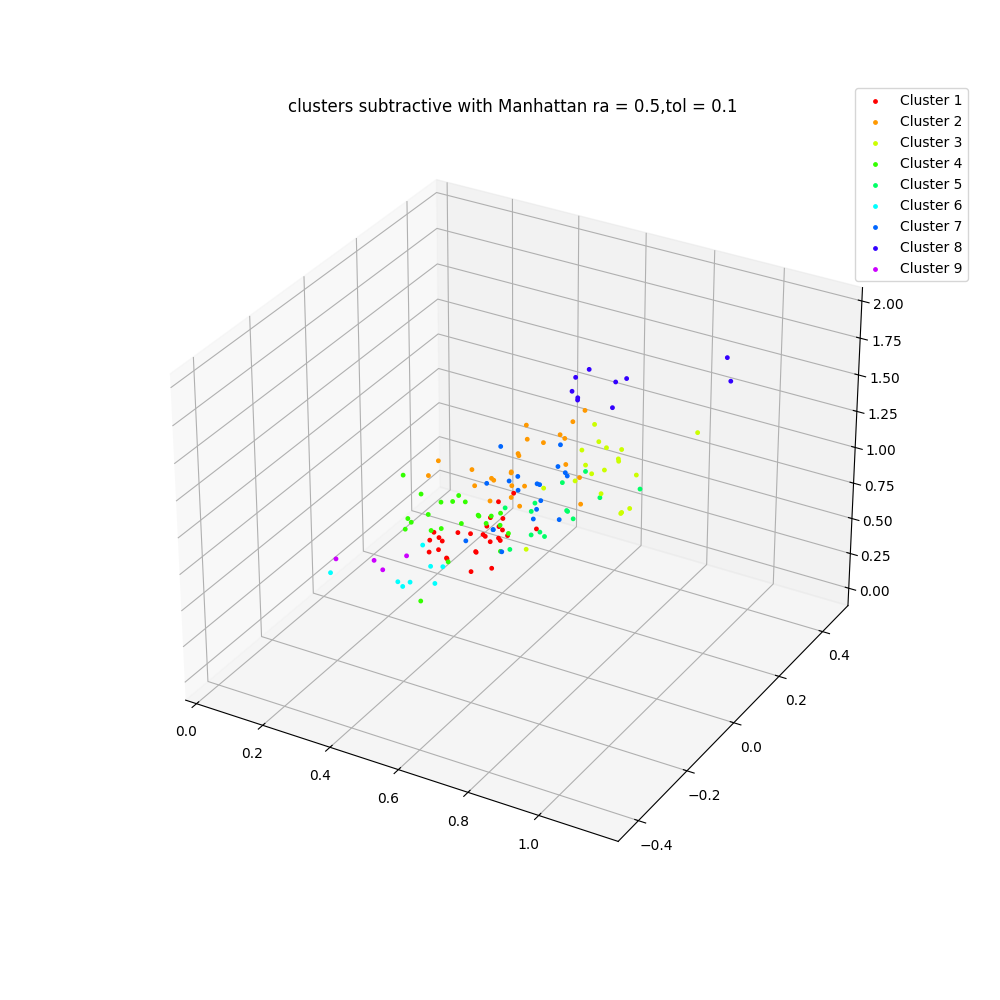 clusters subtractive with Manhattan ra = 0.5,tol = 0.1
Cluster 1
Cluster 2
Cluster 3
Cluster 4
Cluster 5
Cluster 6
Cluster 7
Cluster 8
Cluster 9
2.00
1.75
1.50
1.25
1.00
0.75
0.50
0.25
0.00
0.4
0.2
0.0
−0.2
−0.4
0.0
0.2
0.4
0.6
0.8
1.0